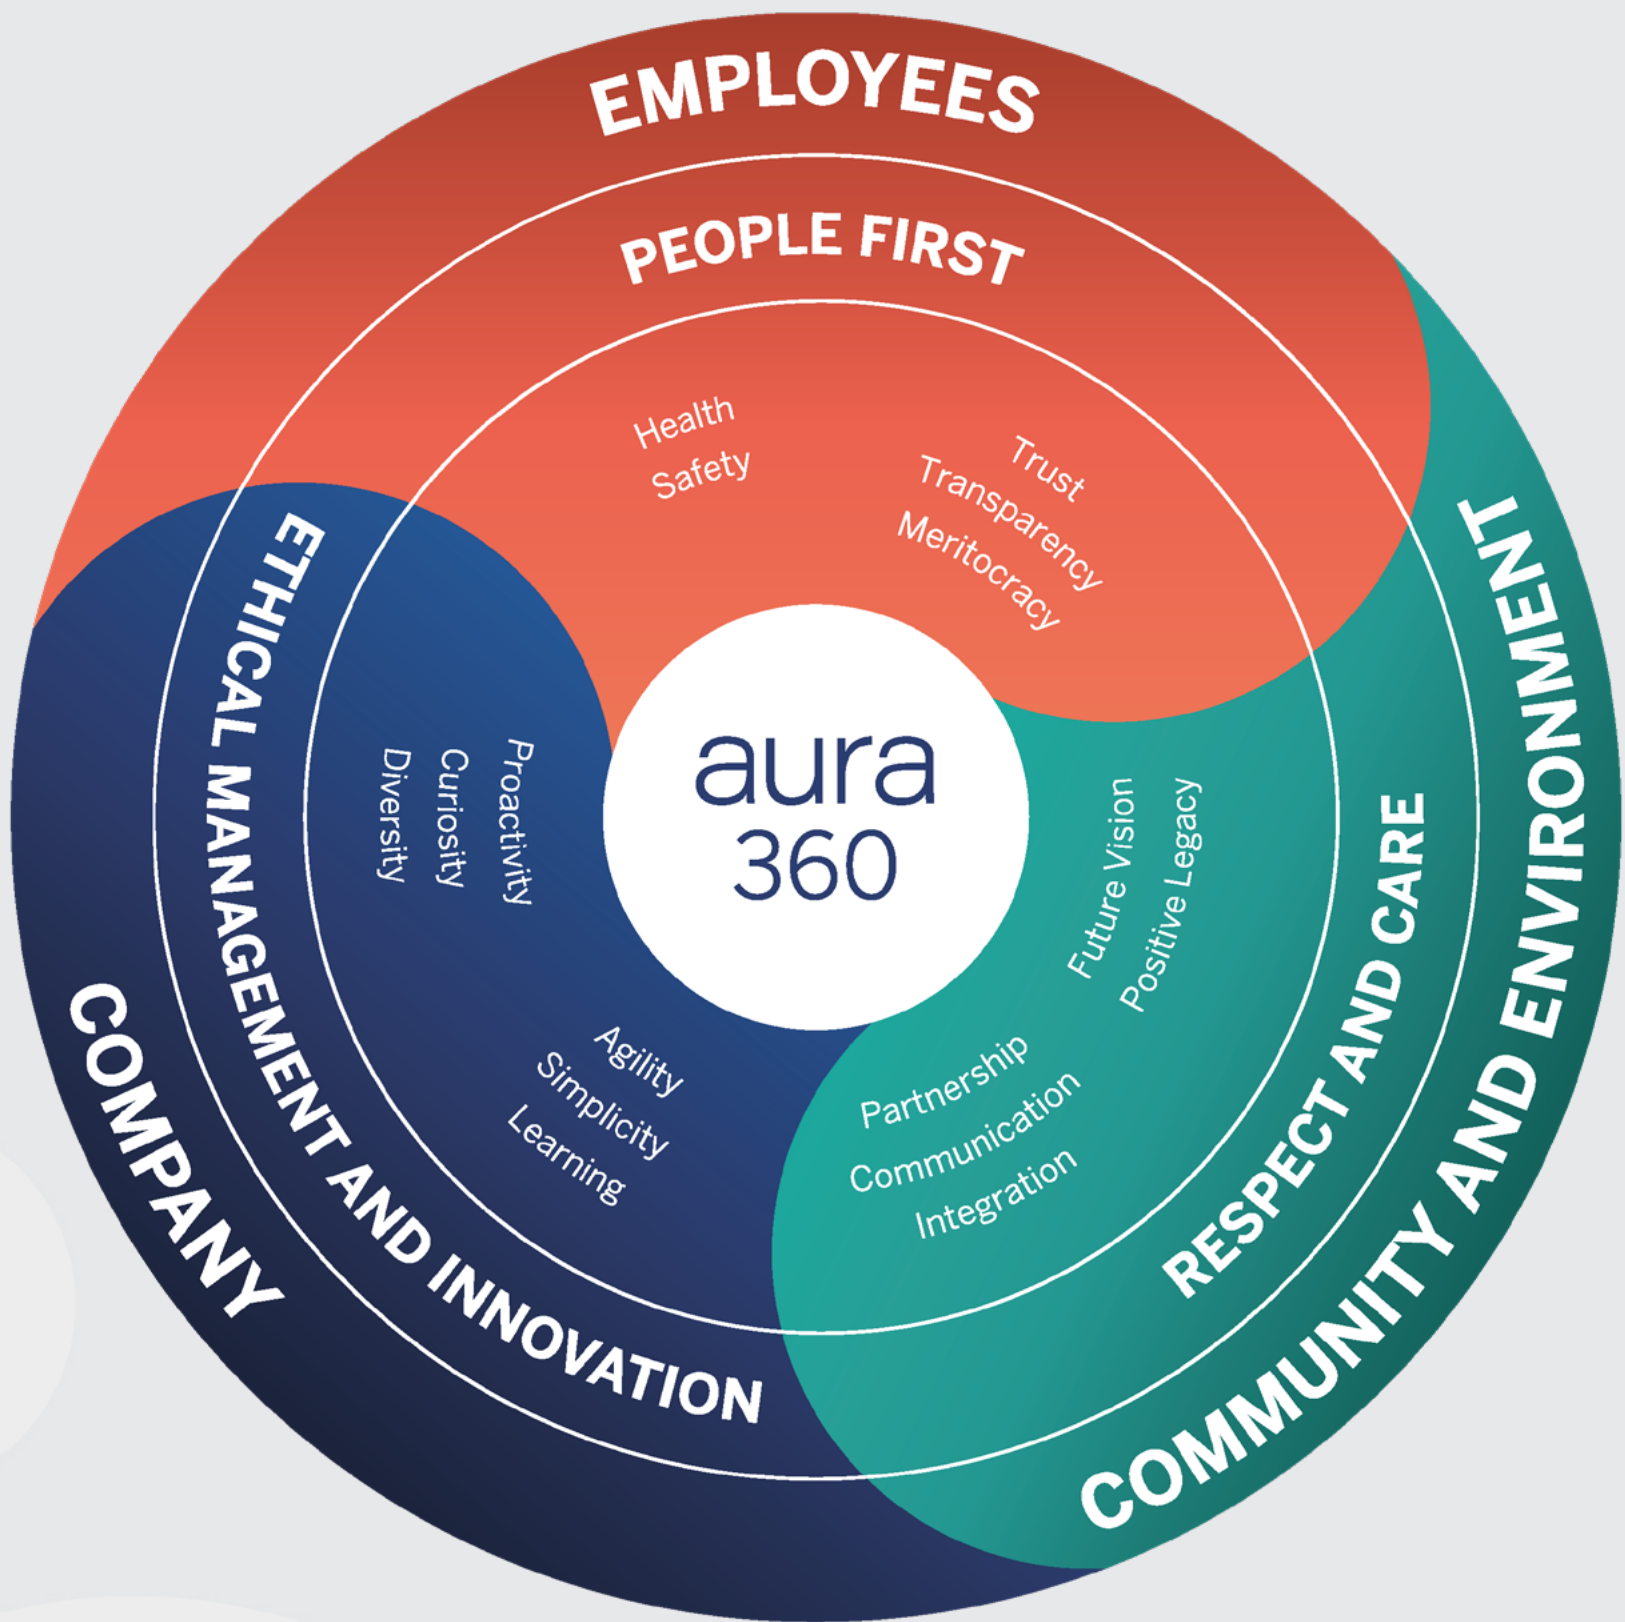 EMPLOYEES
PEOPLE FIRST
Health
Safety
Trust
Transparency
Meritocracy
COMMUNITY AND ENVIRONMENT
RESPECT AND CARE
Future Vision
Positive Legacy
Partnership
Communication
Integration
COMPANY
ETHICAL MANAGEMENT AND INNOVATION
Proactivity
Curiosity
Diversity
Agility
Simplicity
Learning
aura
360